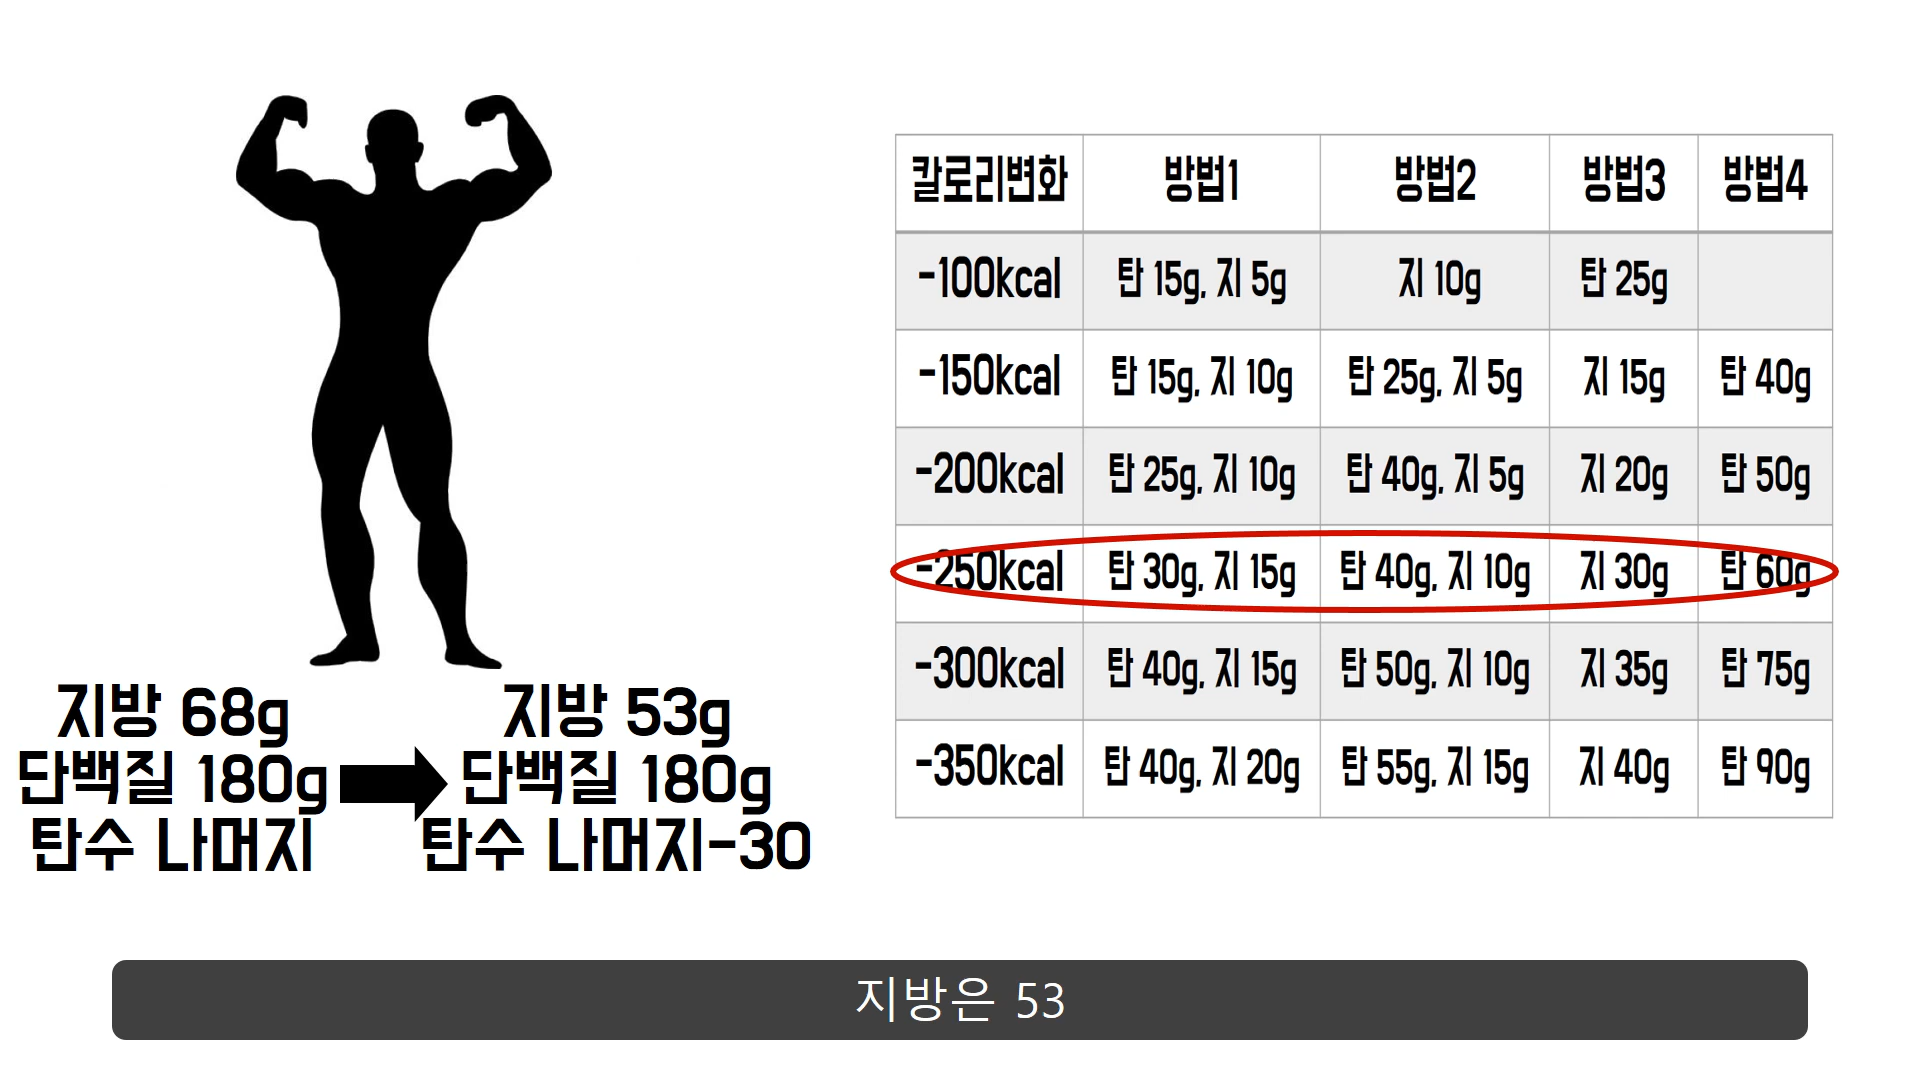 칼로리변화 방법1 방법2 방법3 방법4
-100kcal 탄 15g, 지 5g 지 10g 탄 25g
-150kcal 탄 15g, 지 10g 탄 25g, 지 5g 지 15g 탄 40g
-200kcal 탄 25g, 지 10g 탄 40g, 지 5g 지 20g 탄 50g
-250kcal 탄 30g, 지 15g 탄 40g, 지 10g 지 30g 탄 60g
-300kcal 탄 40g, 지 15g 탄 50g, 지 10g 지 35g 탄 75g
-350kcal 탄 40g, 지 20g 탄 55g, 지 15g 지 40g 탄 90g
지방 68g
단백질 180g
탄수 나머지
지방 53g
단백질 180g
탄수 나머지-30
지방은 53